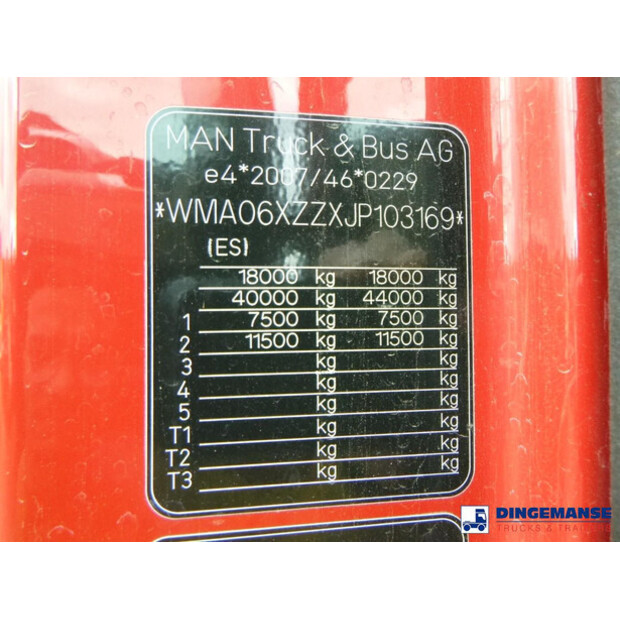 MAN Truck & Bus AG
e4*2007/46*0229
*WMA06XZZXJP103169*
(ES)
18000 kg 18000 kg
40000 kg 44000 kg
1 7500 kg 7500 kg
2 11500 kg 11500 kg
3 kg kg
4 kg kg
5 kg kg
T1 kg kg
T2 kg kg
T3 kg kg
DINGEMANSE
TRUCKS & TRAILERS